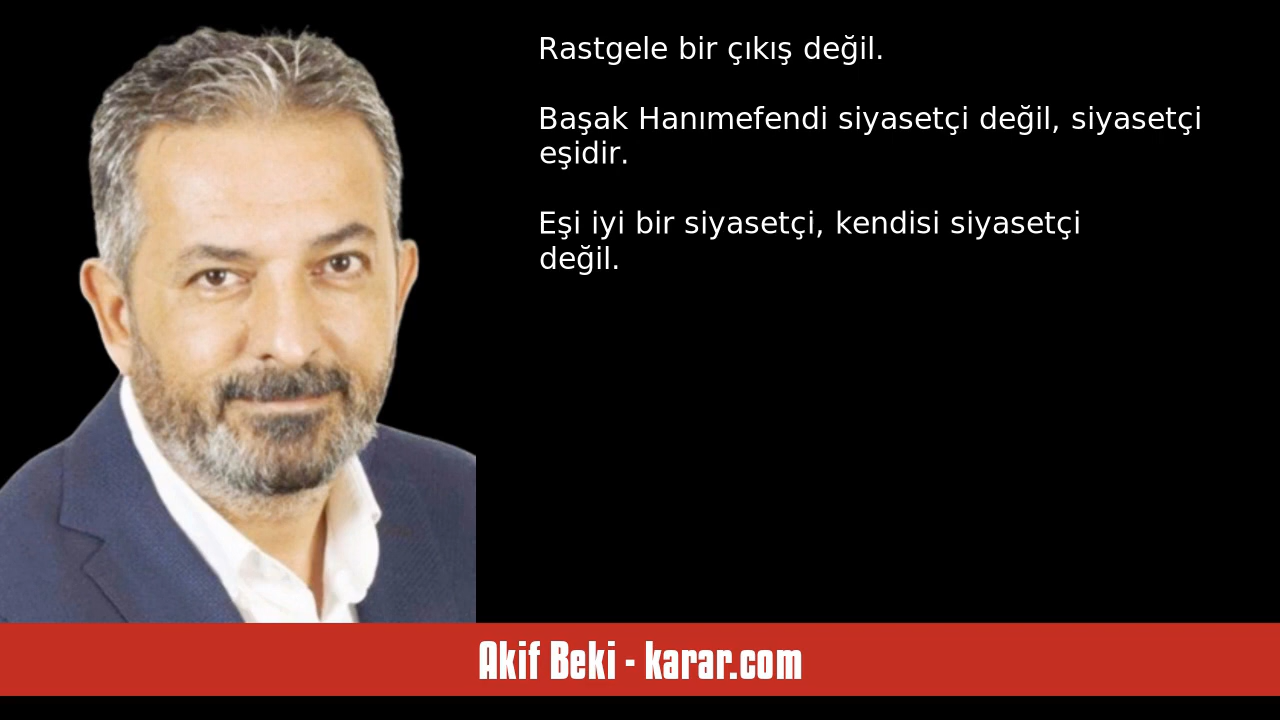 Rastgele bir çıkış değil.
Başak Hanımefendi siyasetçi değil, siyasetçi
eşidir.
Eşi iyi bir siyasetçi, kendisi siyasetçi
değil.
Akif Beki - karar.com